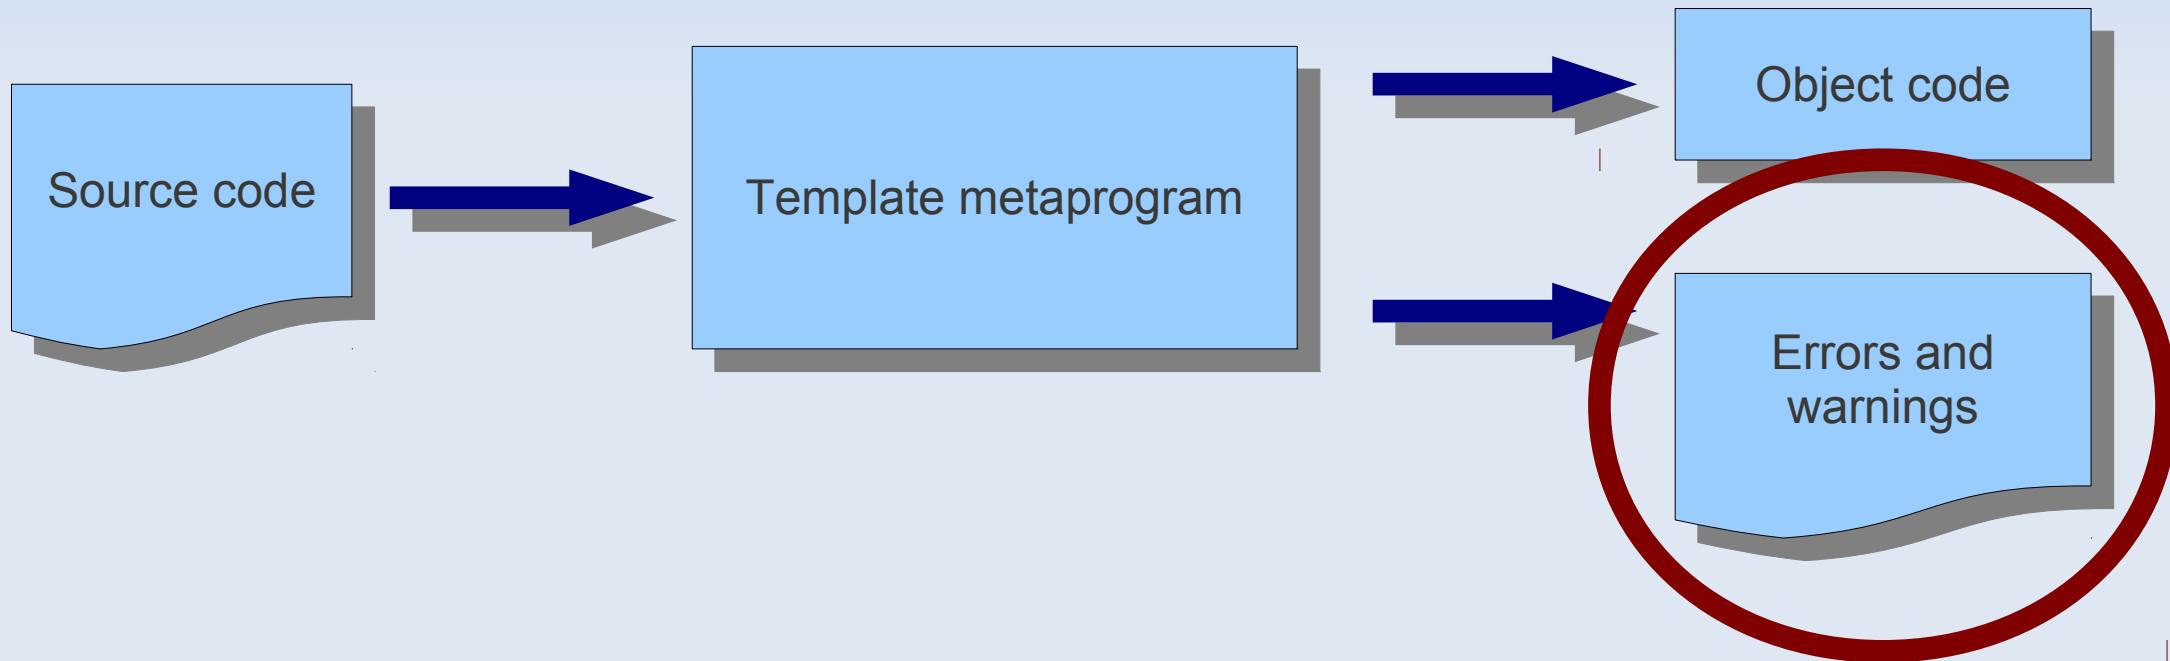 Source code
Template metaprogram
Object code
Errors and
warnings